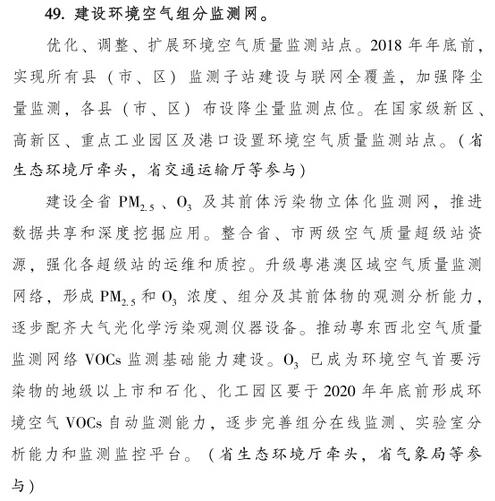 49. 建设环境空气组分监测网。
优化、调整、扩展环境空气质量监测站点。2018 年年底前,
实现所有县（市、区）监测子站建设与联网全覆盖，加强降尘
量监测，各县（市、区）布设降尘量监测点位。在国家级新区、
高新区、重点工业园区及港口设置环境空气质量监测站点。（省
生态环境厅牵头，省交通运输厅等参与）
建设全省 PM2.5、O3 及其前体污染物立体化监测网，推进
数据共享和深度挖掘应用。整合省、市两级空气质量超级站资
源，强化各超级站的运维和质控。升级粤港澳区域空气质量监测
网络，形成 PM2.5 和 O3 浓度、组分及其前体物的观测分析能力，
逐步配齐大气光化学污染观测仪器设备。推动粤东西北空气质量
监测网络 VOCs 监测基础能力建设。O3 已成为环境空气首要污
染物的地级以上市和石化、化工园区要于 2020 年年底前形成环
境空气 VOCs 自动监测能力，逐步完善组分在线监测、实验室分
析能力和监测监控平台。（省生态环境厅牵头，省气象局等参
与）